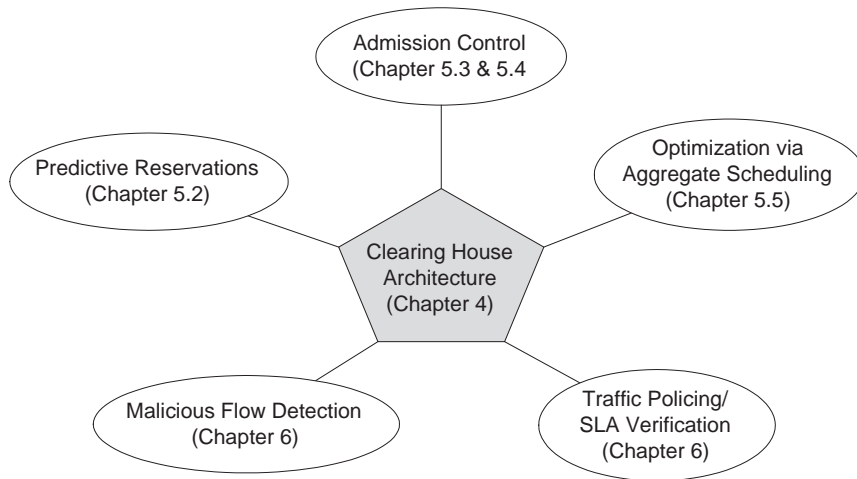 Admission Control
(Chapter 5.3 & 5.4
Predictive Reservations
(Chapter 5.2)
Optimization via
Aggregate Scheduling
(Chapter 5.5)
Clearing House
Architecture
(Chapter 4)
Malicious Flow Detection
(Chapter 6)
Traffic Policing/
SLA Verification
(Chapter 6)